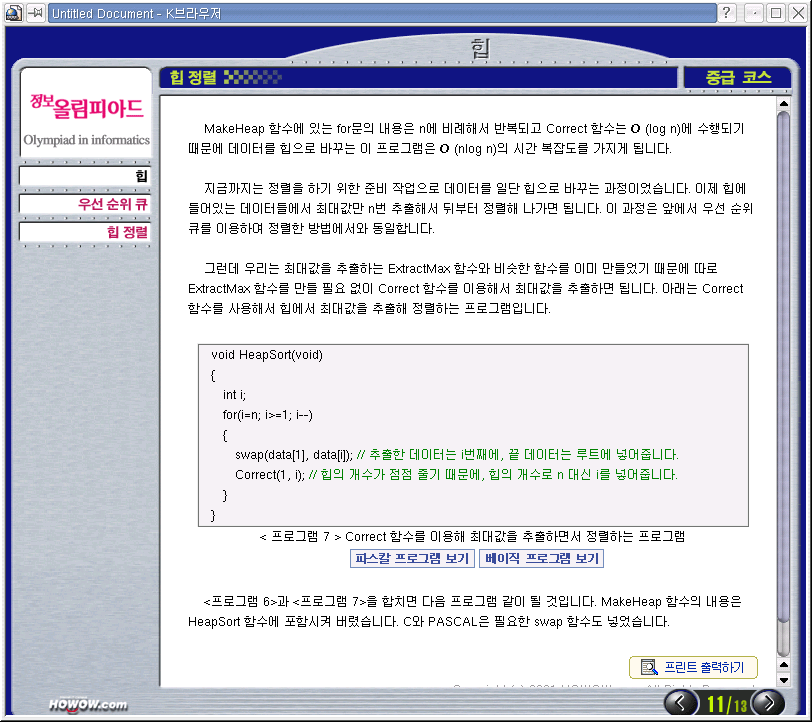 Untitled Document - K브라우저
힙
정보올림피아드
Olympiad in informatics
힙
우선 순위 큐
힙 정렬
힙 정렬
중급 코스
MakeHeap 함수에 있는 for문의 내용은 n에 비례해서 반복되고 Correct 함수는 O (log n)에 수행되기
때문에 데이터를 힙으로 바꾸는 이 프로그램은 O (nlog n)의 시간 복잡도를 가지게 됩니다.
지금까지는 정렬을 하기 위한 준비 작업으로 데이터를 일단 힙으로 바꾸는 과정이었습니다. 이제 힙에
들어있는 데이터들에서 최대값만 n번 추출해서 뒤부터 정렬해 나가면 됩니다. 이 과정은 앞에서 우선 순위
큐를 이용하여 정렬한 방법에서와 동일합니다.
그런데 우리는 최대값을 추출하는 ExtractMax 함수와 비슷한 함수를 이미 만들었기 때문에 따로
ExtractMax 함수를 만들 필요 없이 Correct 함수를 이용해서 최대값을 추출하면 됩니다. 아래는 Correct
함수를 사용해서 힙에서 최대값을 추출해 정렬하는 프로그램입니다.
void HeapSort(void)
{
int i;
for(i=n; i>=1; i--)
{
swap(data[1], data[i]); // 추출한 데이터는 i번째에, 끝 데이터는 루트에 넣어줍니다.
Correct(1, i); // 힙의 개수가 점점 줄기 때문에, 힙의 개수로 n 대신 i를 넣어줍니다.
}
}
< 프로그램 7 > Correct 함수를 이용해 최대값을 추출하면서 정렬하는 프로그램
파스칼 프로그램 보기 베이직 프로그램 보기
<프로그램 6>과 <프로그램 7>을 합치면 다음 프로그램 같이 될 것입니다. MakeHeap 함수의 내용은
HeapSort 함수에 포함시켜 버렸습니다. C와 PASCAL은 필요한 swap 함수도 넣었습니다.
프린트 출력하기
HOWOW.com
11/13